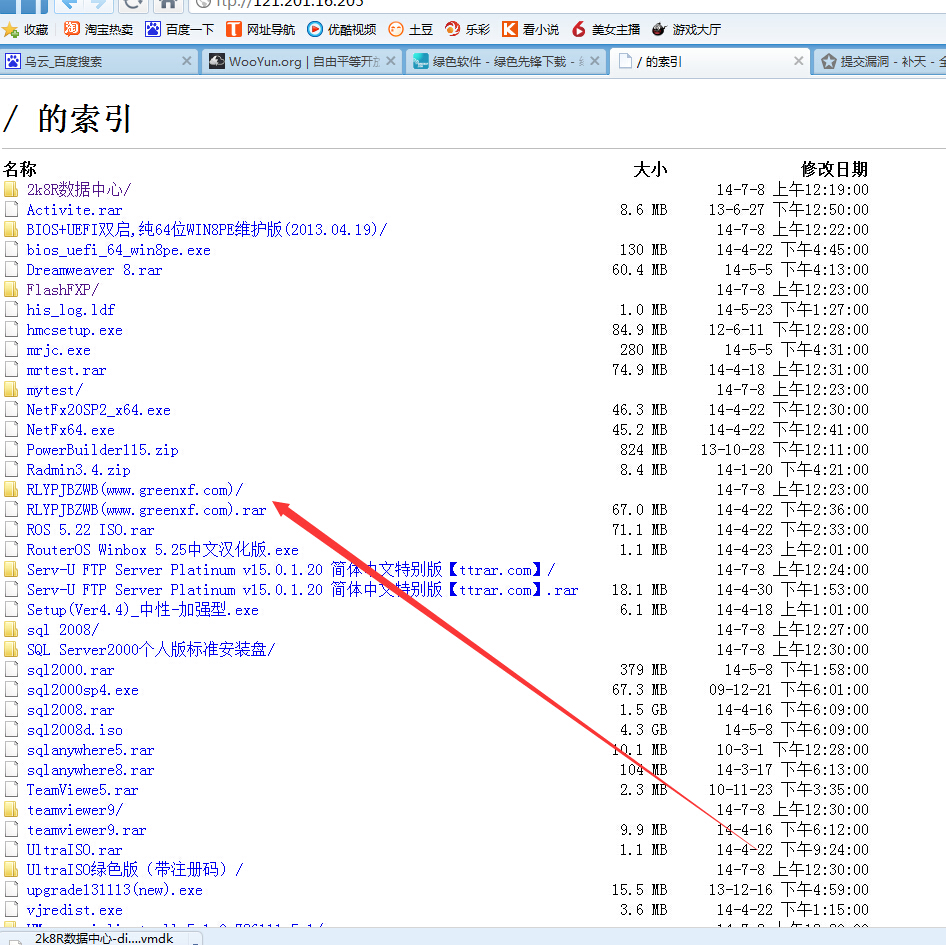 ftp://121.201.16.205
收藏 淘宝热卖 百度一下 网址导航 优酷视频 土豆 乐彩 看小说 美女主播 游戏大厅
乌云_百度搜索 WooYun.org | 自由平等开放 绿色软件 - 绿色先锋下载 - / 的索引 提交漏洞 - 补天 - 全
/ 的索引
名称 大小 修改日期
2k8R数据中心/ 14-7-8 上午12:19:00
Activite.rar 8.6 MB 13-6-27 下午12:50:00
BIOS+UEFI双启,纯64位WIN8PE维护版(2013.04.19)/ 14-7-8 上午12:22:00
bios_uefi_64_win8pe.exe 130 MB 14-4-22 下午4:45:00
Dreamweaver 8.rar 60.4 MB 14-5-5 下午4:13:00
FlashFXP/ 14-7-8 上午12:23:00
his_log.ldf 1.0 MB 14-5-23 下午1:27:00
hmcsetup.exe 84.9 MB 12-6-11 下午12:28:00
mrjc.exe 280 MB 14-5-5 下午4:31:00
mrtest.rar 74.9 MB 14-4-18 上午12:31:00
mytest/ 14-7-8 上午12:23:00
NetFx20SP2_x64.exe 46.3 MB 14-4-22 下午12:30:00
NetFx64.exe 45.2 MB 14-4-22 下午12:41:00
PowerBuilder115.zip 824 MB 13-10-28 下午12:11:00
Radmin3.4.zip 8.4 MB 14-1-20 下午4:21:00
RLYPJBZWB(www.greenxf.com)/ 14-7-8 上午12:23:00
RLYPJBZWB(www.greenxf.com).rar 67.0 MB 14-4-22 下午2:36:00
ROS 5.22 ISO.rar 71.1 MB 14-4-22 下午2:33:00
RouterOS Winbox 5.25中文汉化版.exe 1.1 MB 14-4-23 上午2:01:00
Serv-U FTP Server Platinum v15.0.1.20 简体中文特别版【ttrar.com】/ 14-7-8 上午12:24:00
Serv-U FTP Server Platinum v15.0.1.20 简体中文特别版【ttrar.com】.rar 18.1 MB 14-4-30 下午1:53:00
Setup(Ver4.4)_中性-加强型.exe 6.1 MB 14-4-18 上午1:01:00
sql 2008/ 14-7-8 上午12:27:00
SQL Server2000个人版标准安装盘/ 14-7-8 上午12:30:00
sql2000.rar 379 MB 14-5-8 下午1:58:00
sql2000sp4.exe 67.3 MB 09-12-21 下午6:01:00
sql2008.rar 1.5 GB 14-4-16 下午6:09:00
sql2008d.iso 4.3 GB 14-5-8 下午6:09:00
sqlanywhere5.rar 10.1 MB 10-3-1 下午12:28:00
sqlanywhere8.rar 104 MB 14-3-17 下午6:13:00
TeamViewe5.rar 2.3 MB 10-11-23 下午3:35:00
teamviewer9/ 14-7-8 上午12:30:00
teamviewer9.rar 9.9 MB 14-4-16 下午6:12:00
UltraISO.rar 1.1 MB 14-4-22 下午9:24:00
UltraISO绿色版（带注册码）/ 14-7-8 上午12:30:00
upgrade131113(new).exe 15.5 MB 13-12-16 下午4:59:00
vjredist.exe 3.6 MB 14-4-22 下午1:15:00
2k8R数据中心-di....vmdk